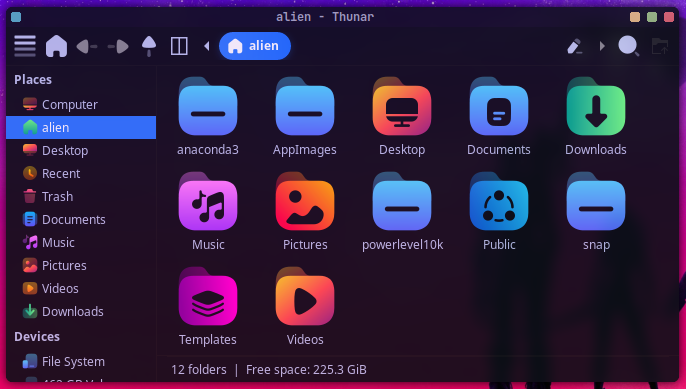 alien - Thunar
alien
Places
Computer
alien
Desktop
Recent
Trash
Documents
Music
Pictures
Videos
Downloads
Devices
File System
anaconda3
AppImages
Desktop
Documents
Downloads
Music
Pictures
powerlevel10k
Public
snap
Templates
Videos
12 folders | Free space: 225.3 GiB